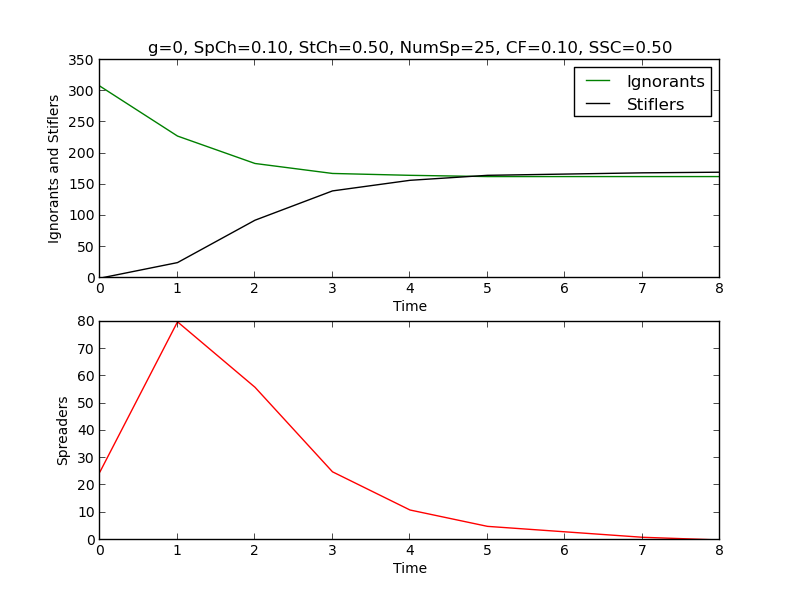 g=0, SpCh=0.10, StCh=0.50, NumSp=25, CF=0.10, SSC=0.50
350
300
250
200
150
100
50
0
Ignorants and Stiflers
Ignorants
Stiflers
0 1 2 3 4 5 6 7 8
Time
80
70
60
50
40
30
20
10
0
Spreaders
0 1 2 3 4 5 6 7 8
Time